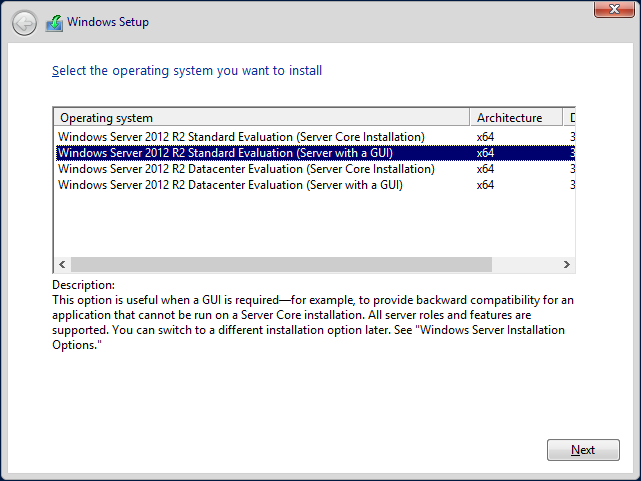 Windows Setup
Select the operating system you want to install
Operating system Architecture D
Windows Server 2012 R2 Standard Evaluation (Server Core Installation) x64 3
Windows Server 2012 R2 Standard Evaluation (Server with a GUI) x64 3
Windows Server 2012 R2 Datacenter Evaluation (Server Core Installation) x64 3
Windows Server 2012 R2 Datacenter Evaluation (Server with a GUI) x64 3
Description:
This option is useful when a GUI is required—for example, to provide backward compatibility for an
application that cannot be run on a Server Core installation. All server roles and features are
supported. You can switch to a different installation option later. See "Windows Server Installation
Options."
Next